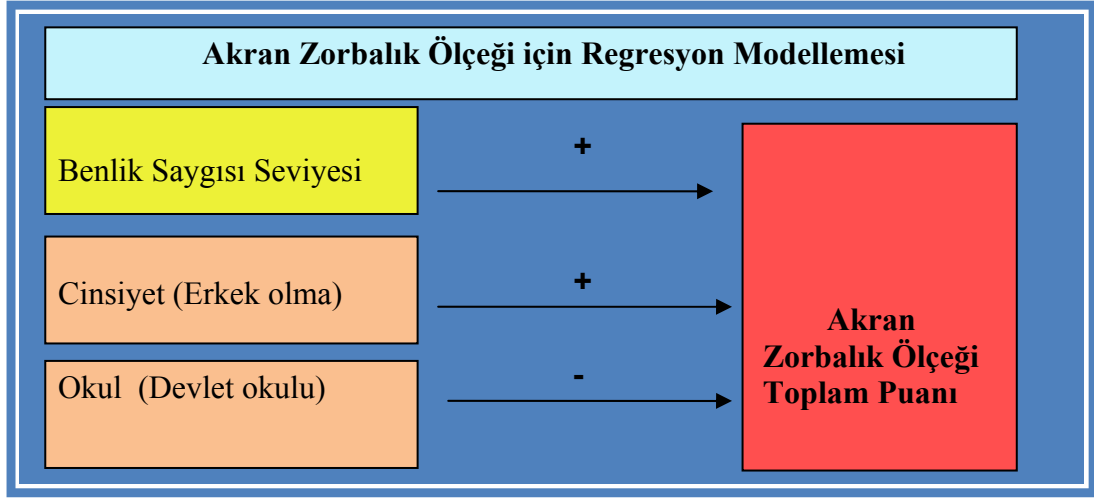 Akran Zorbalık Ölçeği için Regresyon Modellemesi
Benlik Saygısı Seviyesi
+
Cinsiyet (Erkek olma)
+
Okul (Devlet okulu)
-
Akran
Zorbalık Ölçeği
Toplam Puanı